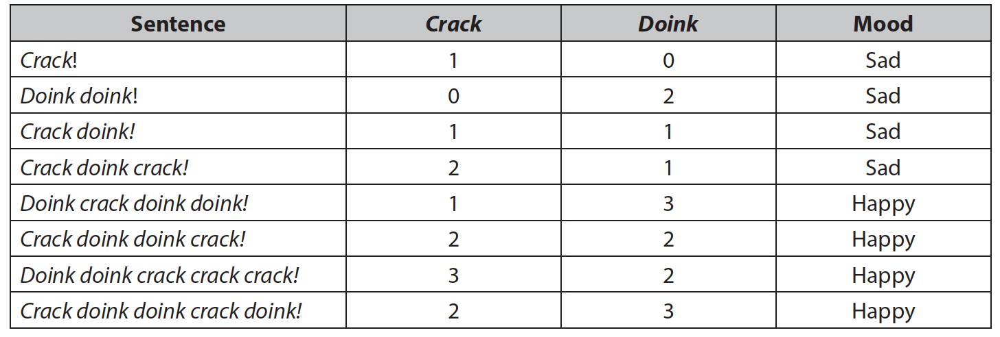 Sentence Crack Doink Mood
Crack! 1 0 Sad
Doink doink! 0 2 Sad
Crack doink! 1 1 Sad
Crack doink crack! 2 1 Sad
Doink crack doink doink! 1 3 Happy
Crack doink doink crack! 2 2 Happy
Doink doink crack crack crack! 3 2 Happy
Crack doink doink crack doink! 2 3 Happy